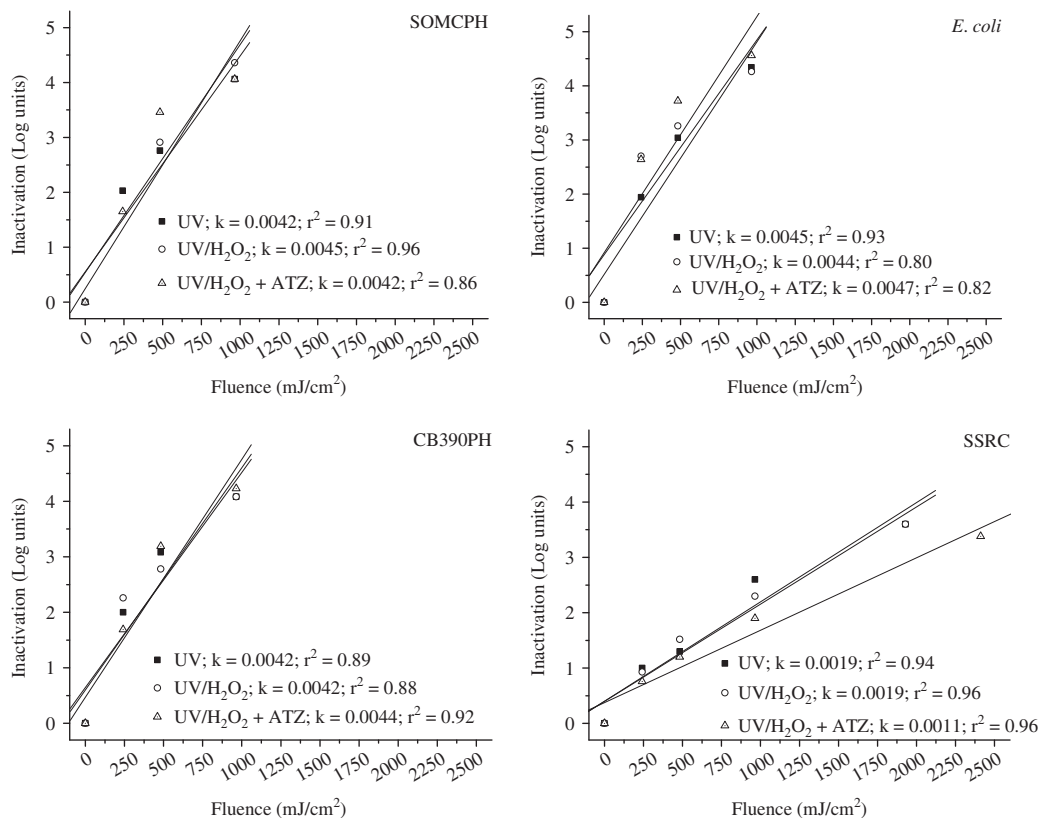 SOMCPH
5
4
3
2
1
0
Inactivation (Log units)
■ UV; k = 0.0042; r² = 0.91
○ UV/H₂O₂; k = 0.0045; r² = 0.96
△ UV/H₂O₂ + ATZ; k = 0.0042; r² = 0.86
0 250 500 750 1000 1250 1500 1750 2000 2250 2500
Fluence (mJ/cm²)
E. coli
5
4
3
2
1
0
Inactivation (Log units)
■ UV; k = 0.0045; r² = 0.93
○ UV/H₂O₂; k = 0.0044; r² = 0.80
△ UV/H₂O₂ + ATZ; k = 0.0047; r² = 0.82
0 250 500 750 1000 1250 1500 1750 2000 2250 2500
Fluence (mJ/cm²)
CB390PH
5
4
3
2
1
0
Inactivation (Log units)
■ UV; k = 0.0042; r² = 0.89
○ UV/H₂O₂; k = 0.0042; r² = 0.88
△ UV/H₂O₂ + ATZ; k = 0.0044; r² = 0.92
0 250 500 750 1000 1250 1500 1750 2000 2250 2500
Fluence (mJ/cm²)
SSRC
5
4
3
2
1
0
Inactivation (Log units)
■ UV; k = 0.0019; r² = 0.94
○ UV/H₂O₂; k = 0.0019; r² = 0.96
△ UV/H₂O₂ + ATZ; k = 0.0011; r² = 0.96
0 250 500 750 1000 1250 1500 1750 2000 2250 2500
Fluence (mJ/cm²)